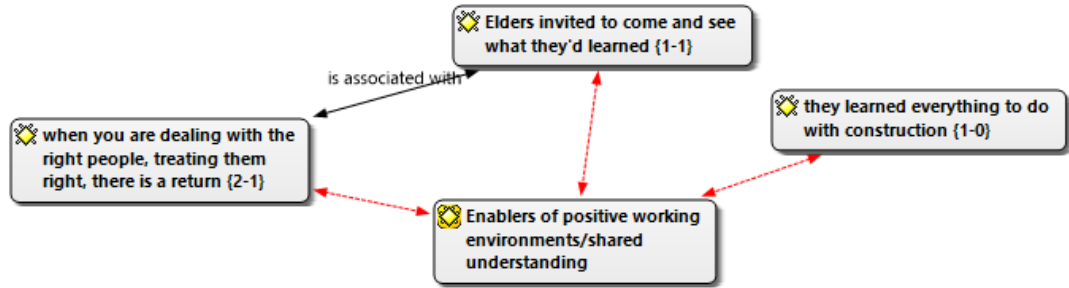 Elders invited to come and see
what they'd learned {1-1}
is associated with
they learned everything to do
with construction {1-0}
when you are dealing with the
right people, treating them
right, there is a return {2-1}
Enablers of positive working
environments/shared
understanding